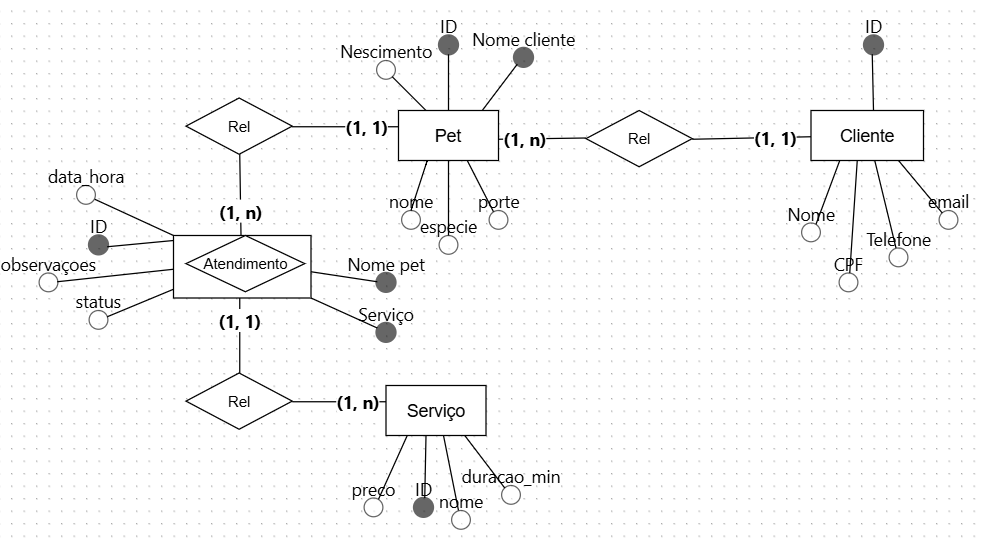 ID
ID
Nome cliente
Nescimento
Rel
(1, 1)
Pet
(1, n)
Rel
(1, 1)
Cliente
data_hora
nome
porte
especie
Nome
email
Telefone
CPF
(1, n)
ID
observaçoes
Atendimento
Nome pet
status
Serviço
(1, 1)
Rel
(1, n)
Serviço
preço
ID
nome
duracao_min